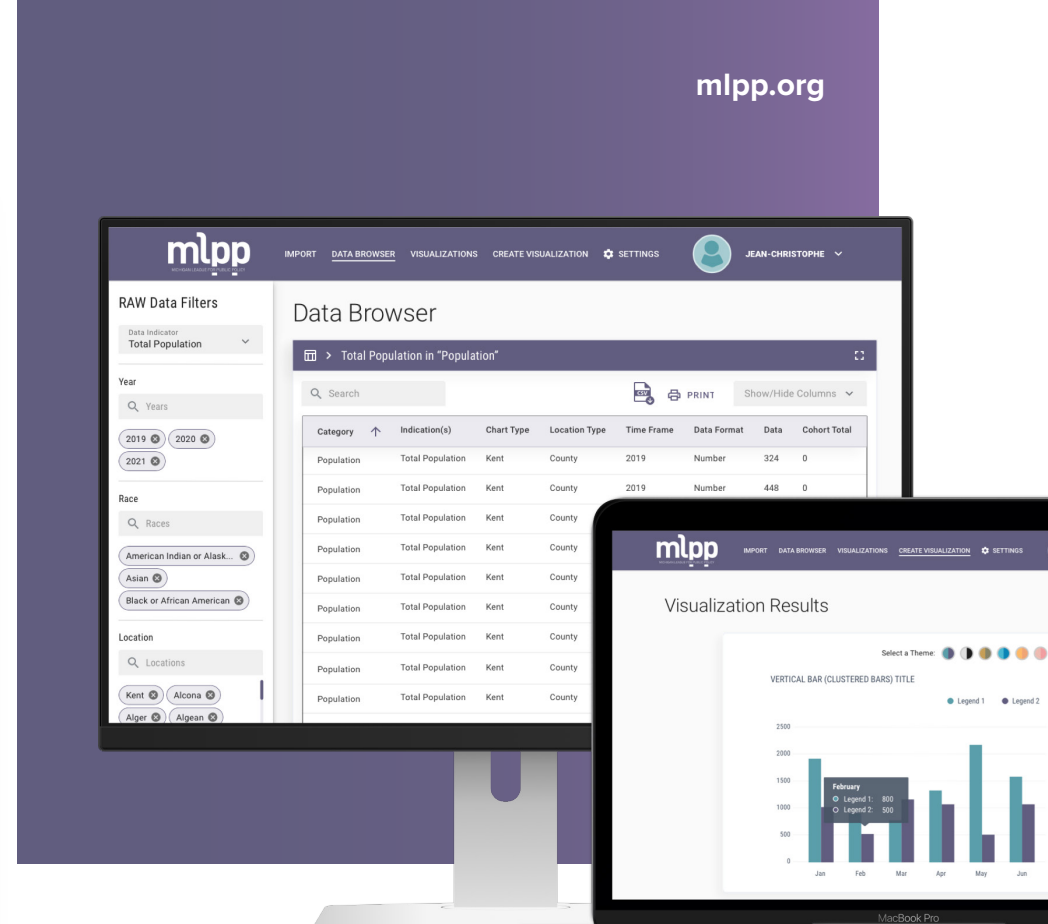 mlpp.org
mlpp
MICHIGAN LEAGUE FOR PUBLIC POLICY
IMPORT DATA BROWSER VISUALIZATIONS CREATE VISUALIZATION SETTINGS JEAN-CHRISTOPHE
RAW Data Filters
Data Indicator
Total Population
Year
Years
2019 2020
2021
Race
Races
American Indian or Alask...
Asian
Black or African American
Location
Locations
Kent Alcona
Alger Algean
Data Browser
Total Population in "Population"
Search CSV PRINT Show/Hide Columns
Category Indication(s) Chart Type Location Type Time Frame Data Format Data Cohort Total
Population Total Population Kent County 2019 Number 324 0
Population Total Population Kent County 2019 Number 448 0
Population Total Population Kent County
Population Total Population Kent County
Population Total Population Kent County
Population Total Population Kent County
Population Total Population Kent County
Population Total Population Kent County
Population Total Population Kent County
mlpp
IMPORT DATA BROWSER VISUALIZATIONS CREATE VISUALIZATION SETTINGS
Visualization Results
Select a Theme:
VERTICAL BAR (CLUSTERED BARS) TITLE
Legend 1 Legend 2
2500
2000
1500
1000
500
0
February
Legend 1: 800
Legend 2: 500
Jan Feb Mar Apr May Jun
MacBook Pro